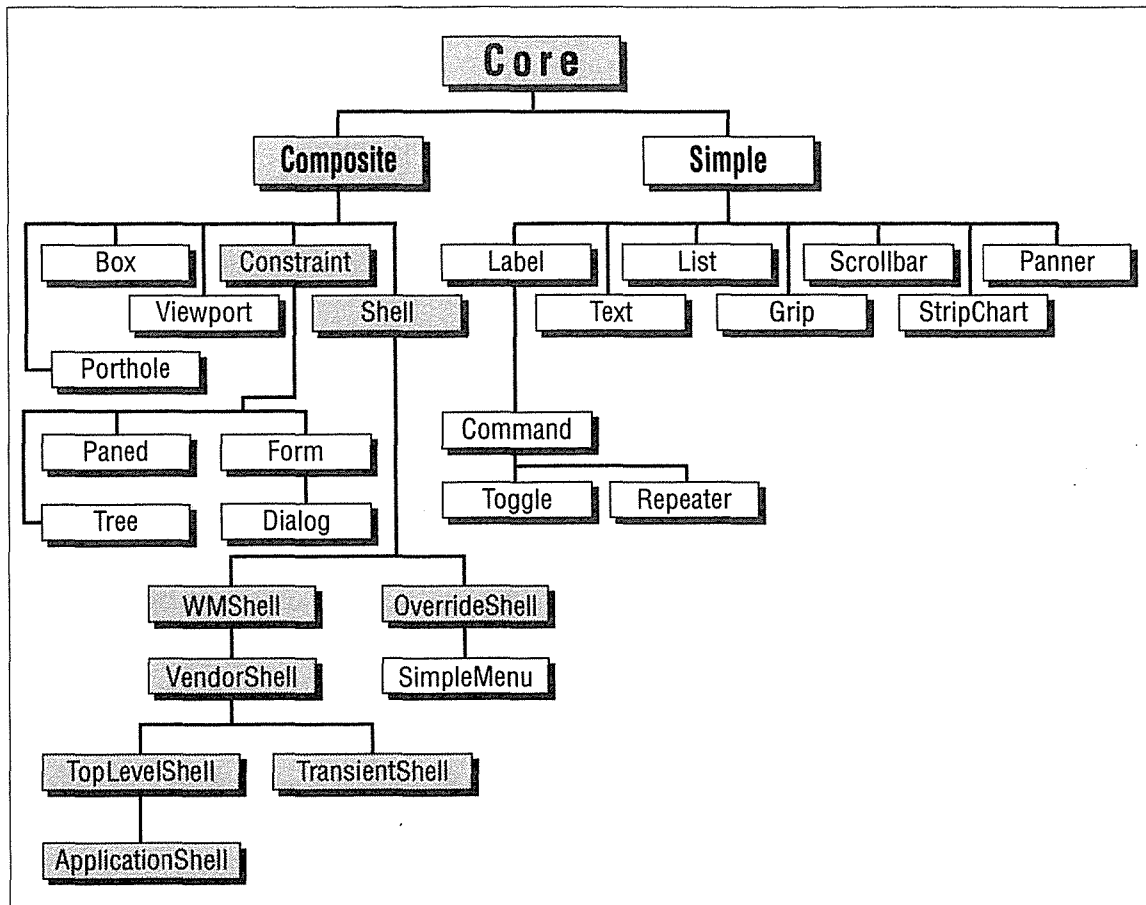 Core
Composite
Simple
Box
Constraint
Label
List
Scrollbar
Panner
Viewport
Shell
Text
Grip
StripChart
Porthole
Command
Paned
Form
Toggle
Repeater
Tree
Dialog
WMShell
OverrideShell
VendorShell
SimpleMenu
TopLevelShell
TransientShell
ApplicationShell